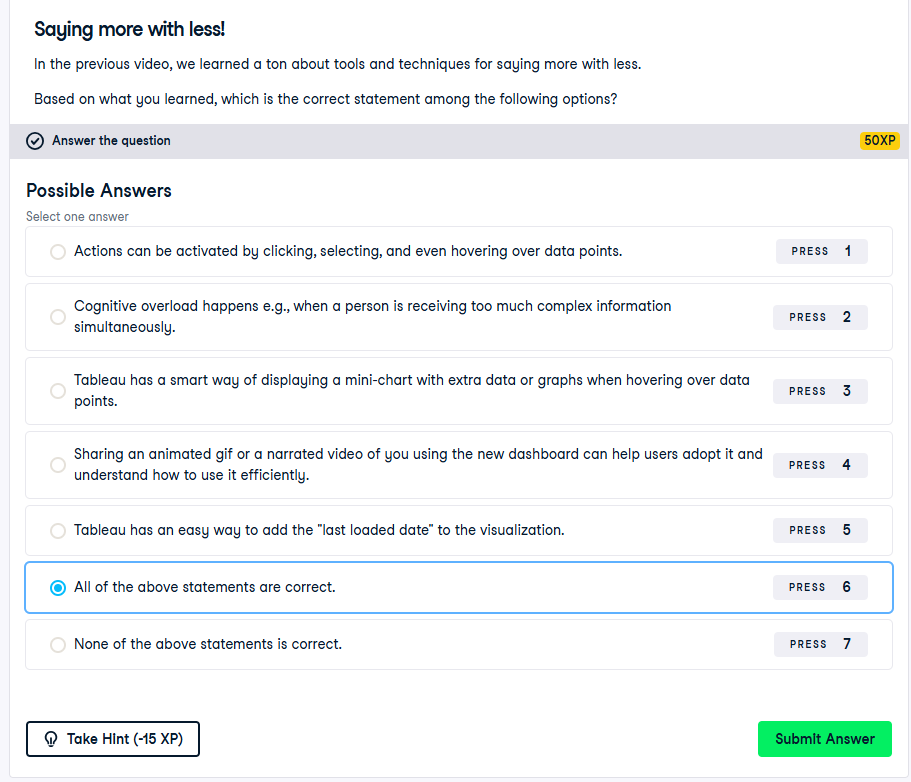 Saying more with less!
In the previous video, we learned a ton about tools and techniques for saying more with less.
Based on what you learned, which is the correct statement among the following options?
Answer the question
50XP
Possible Answers
Select one answer
Actions can be activated by clicking, selecting, and even hovering over data points.
PRESS 1
Cognitive overload happens e.g., when a person is receiving too much complex information
simultaneously.
PRESS 2
Tableau has a smart way of displaying a mini-chart with extra data or graphs when hovering over data
points.
PRESS 3
Sharing an animated gif or a narrated video of you using the new dashboard can help users adopt it and
understand how to use it efficiently.
PRESS 4
Tableau has an easy way to add the "last loaded date" to the visualization.
PRESS 5
All of the above statements are correct.
PRESS 6
None of the above statements is correct.
PRESS 7
Take Hint (-15 XP)
Submit Answer